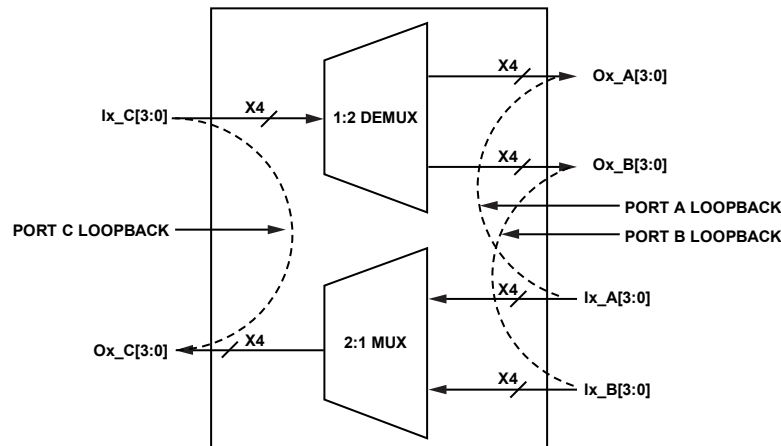 X4
X4
Ox_A[3:0]
Ix_C[3:0]
X4
1:2 DEMUX
X4
Ox_B[3:0]
PORT A LOOPBACK
PORT C LOOPBACK
PORT B LOOPBACK
X4
Ix_A[3:0]
Ox_C[3:0]
X4
2:1 MUX
X4
Ix_B[3:0]